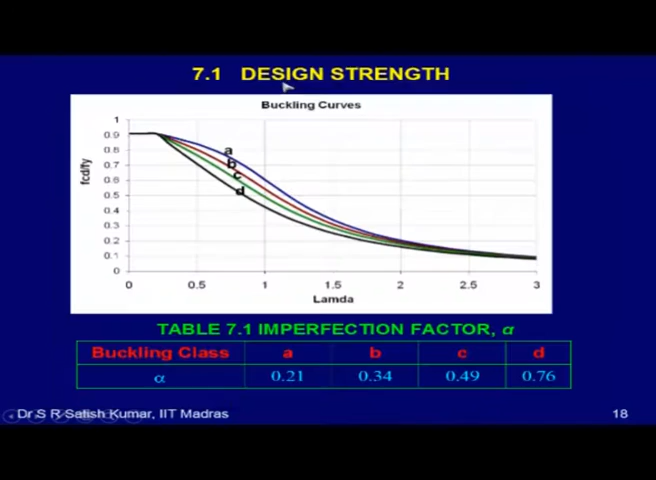 7.1 DESIGN STRENGTH
Buckling Curves
1
0.9
0.8
0.7
0.6
0.5
0.4
0.3
0.2
0.1
0
fcd/fy
a
b
c
d
0 0.5 1 1.5 2 2.5 3
Lamda
TABLE 7.1 IMPERFECTION FACTOR, α
Buckling Class a b c d
α 0.21 0.34 0.49 0.76
Dr S R Satish Kumar, IIT Madras 18